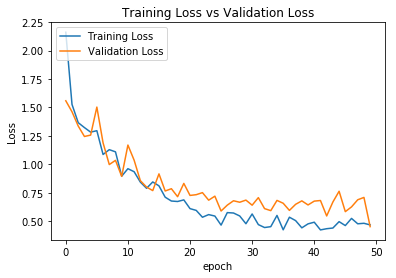 Training Loss vs Validation Loss
Training Loss
Validation Loss
2.25
2.00
1.75
1.50
1.25
1.00
0.75
0.50
Loss
0
10
20
30
40
50
epoch